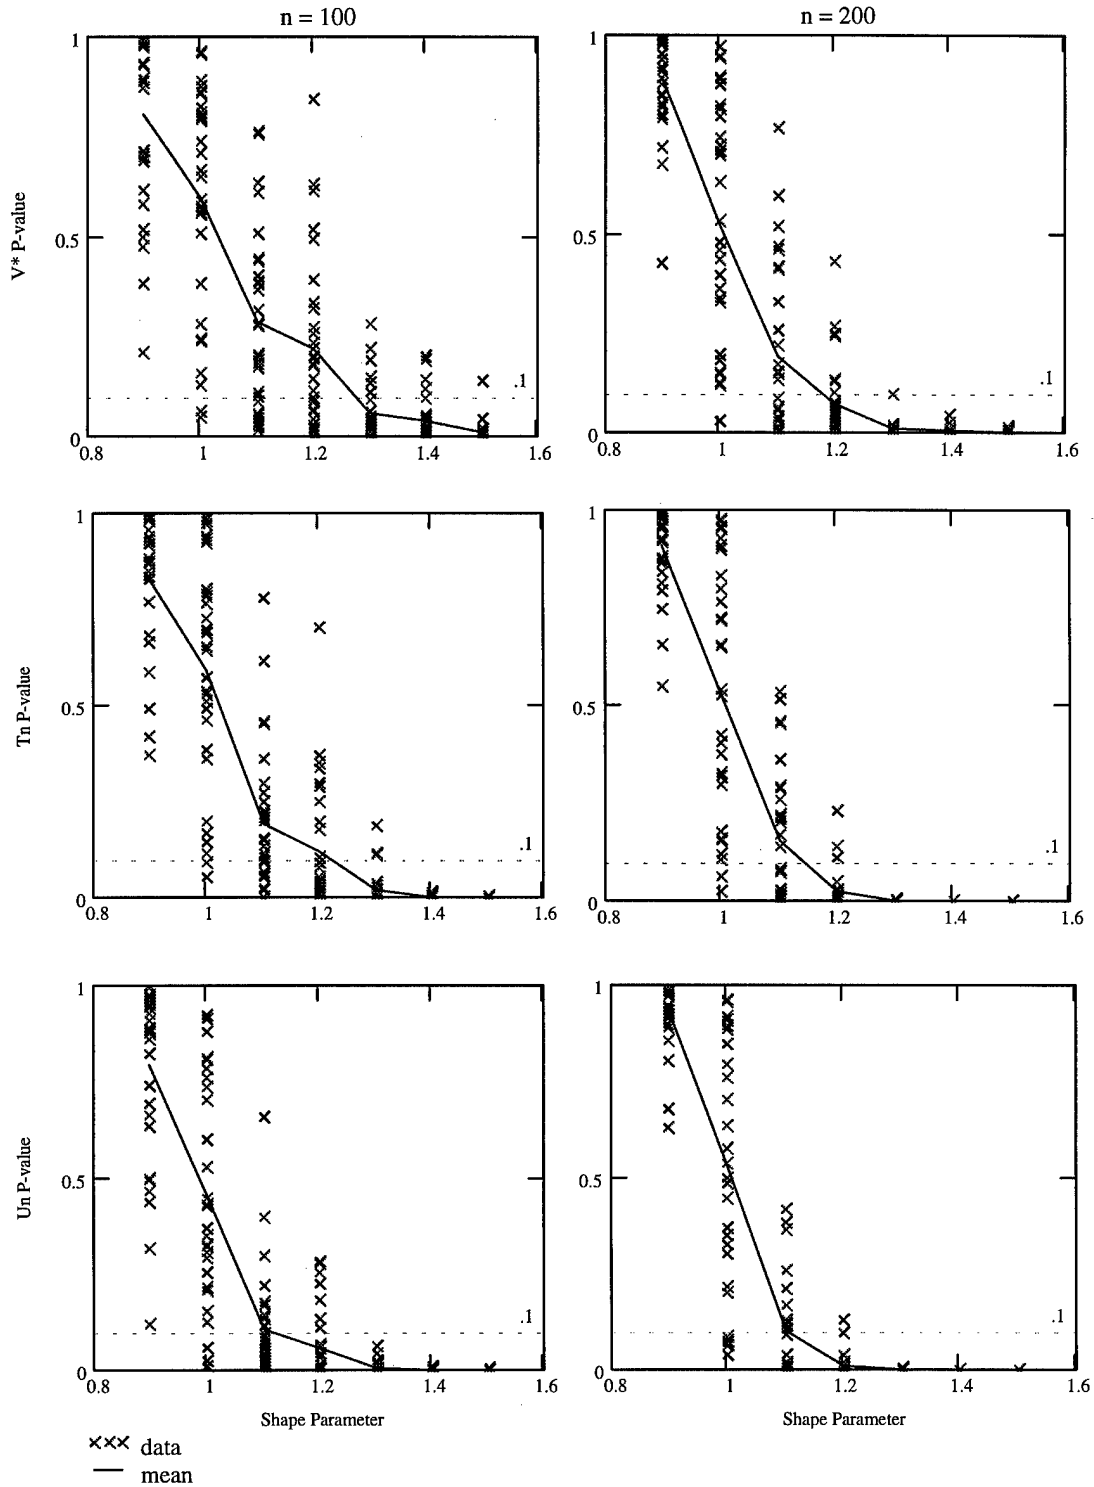 n = 100
n = 200
1
0.5
0
V* P-value
.1
0.8 1 1.2 1.4 1.6
1
0.5
0
.1
0.8 1 1.2 1.4 1.6
1
0.5
0
Tn P-value
.1
0.8 1 1.2 1.4 1.6
1
0.5
0
.1
0.8 1 1.2 1.4 1.6
1
0.5
0
Un P-value
.1
0.8 1 1.2 1.4 1.6
Shape Parameter
1
0.5
0
.1
0.8 1 1.2 1.4 1.6
Shape Parameter
××× data
— mean